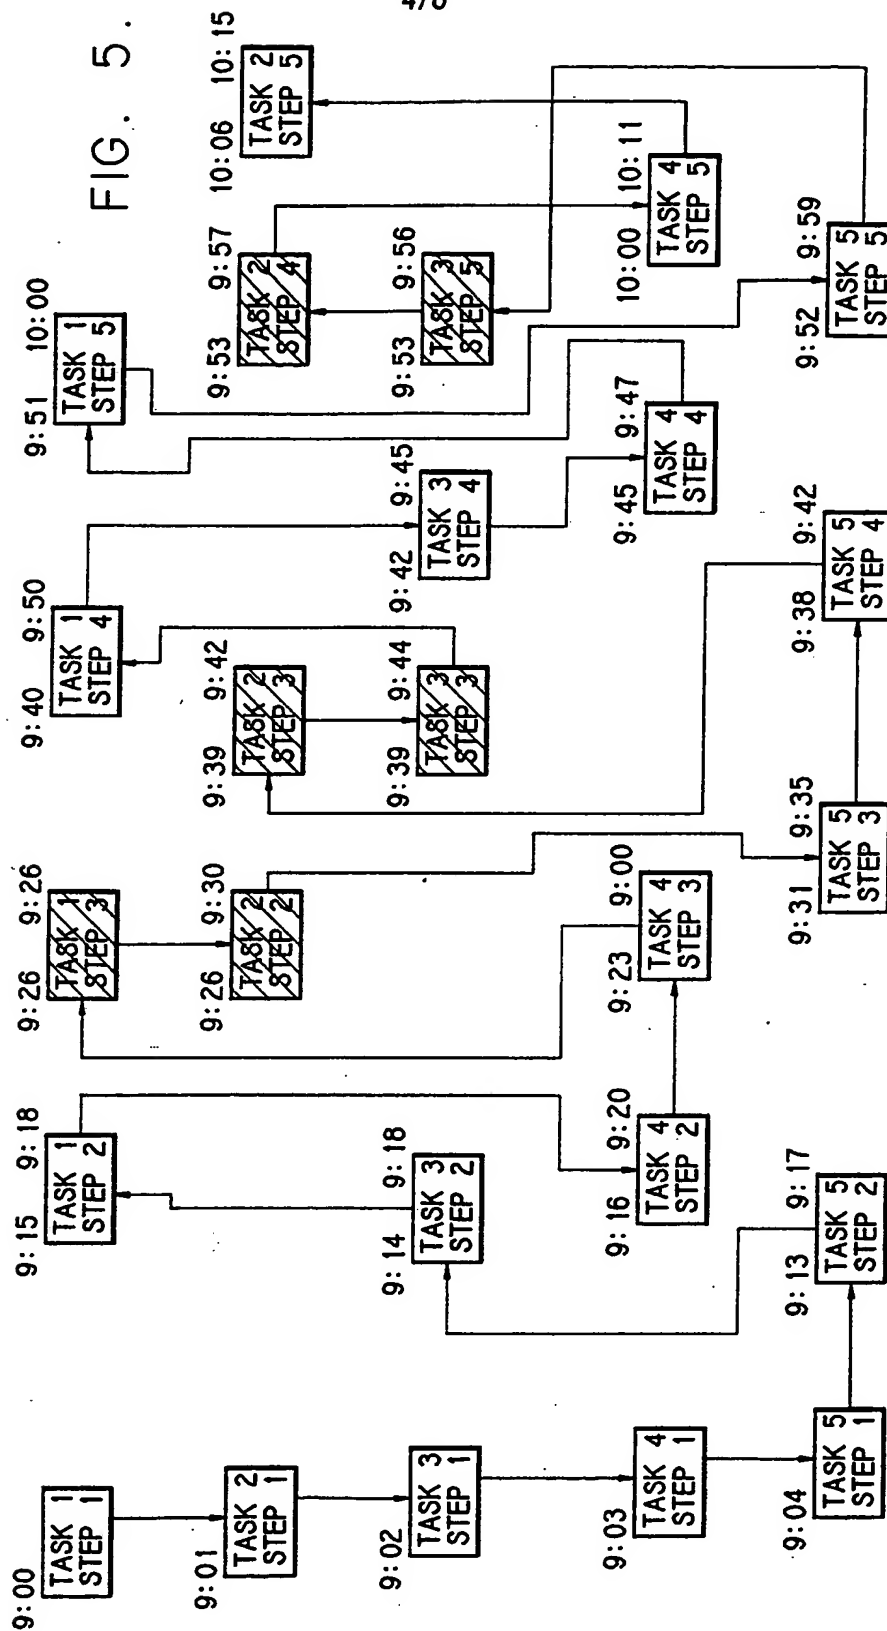 FIG. 5.
9:00
TASK 1
STEP 1
9:15 9:18
TASK 1
STEP 2
9:26 9:26
TASK 1
STEP 3
9:40 9:50
TASK 1
STEP 4
9:51 10:00
TASK 1
STEP 5
9:01
TASK 2
STEP 1
9:26 9:30
TASK 2
STEP 2
9:39 9:42
TASK 2
STEP 3
9:53 9:57
TASK 2
STEP 4
10:06 10:15
TASK 2
STEP 5
9:02
TASK 3
STEP 1
9:14 9:18
TASK 3
STEP 2
9:39 9:44
TASK 3
STEP 3
9:42 9:45
TASK 3
STEP 4
9:53 9:56
TASK 3
STEP 5
9:03
TASK 4
STEP 1
9:16 9:20
TASK 4
STEP 2
9:23 9:00
TASK 4
STEP 3
9:45 9:47
TASK 4
STEP 4
10:00 10:11
TASK 4
STEP 5
9:04
TASK 5
STEP 1
9:13 9:17
TASK 5
STEP 2
9:31 9:35
TASK 5
STEP 3
9:38 9:42
TASK 5
STEP 4
9:52 9:59
TASK 5
STEP 5